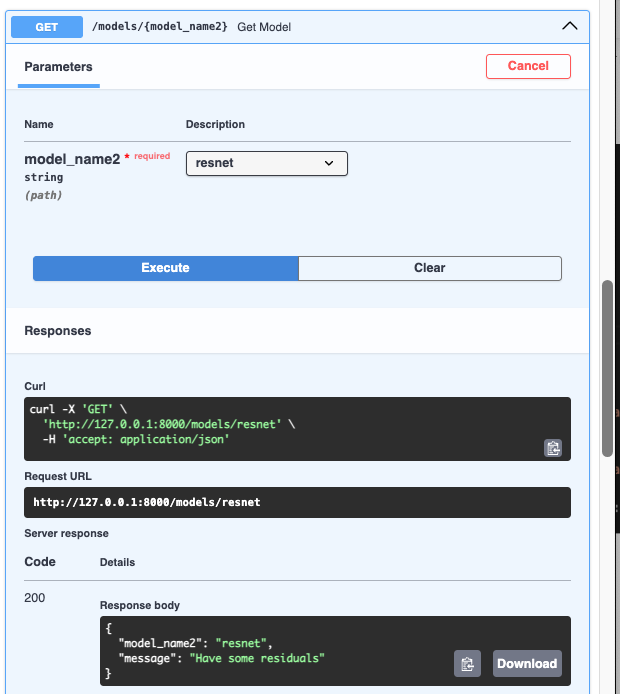 GET /models/{model_name2} Get Model
Parameters
Cancel
Name Description
model_name2 * required
resnet
string
(path)
Execute Clear
Responses
Curl
curl -X 'GET' \
'http://127.0.0.1:8000/models/resnet' \
-H 'accept: application/json'
Request URL
http://127.0.0.1:8000/models/resnet
Server response
Code Details
200
Response body
{
"model_name2": "resnet",
"message": "Have some residuals"
}
Download